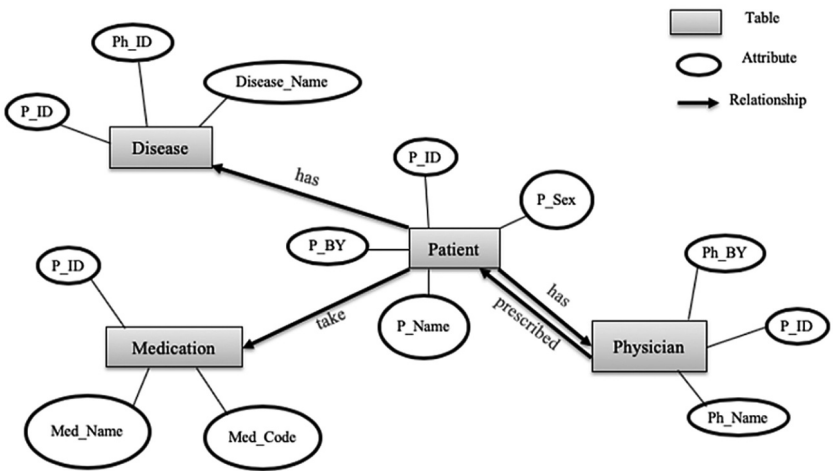 Table
Attribute
Relationship
Ph_ID
Disease_Name
P_ID
Disease
has
P_ID
P_Sex
P_BY
Patient
P_ID
P_Name
take
has
prescribed
Ph_BY
P_ID
Physician
Ph_Name
Medication
Med_Name
Med_Code